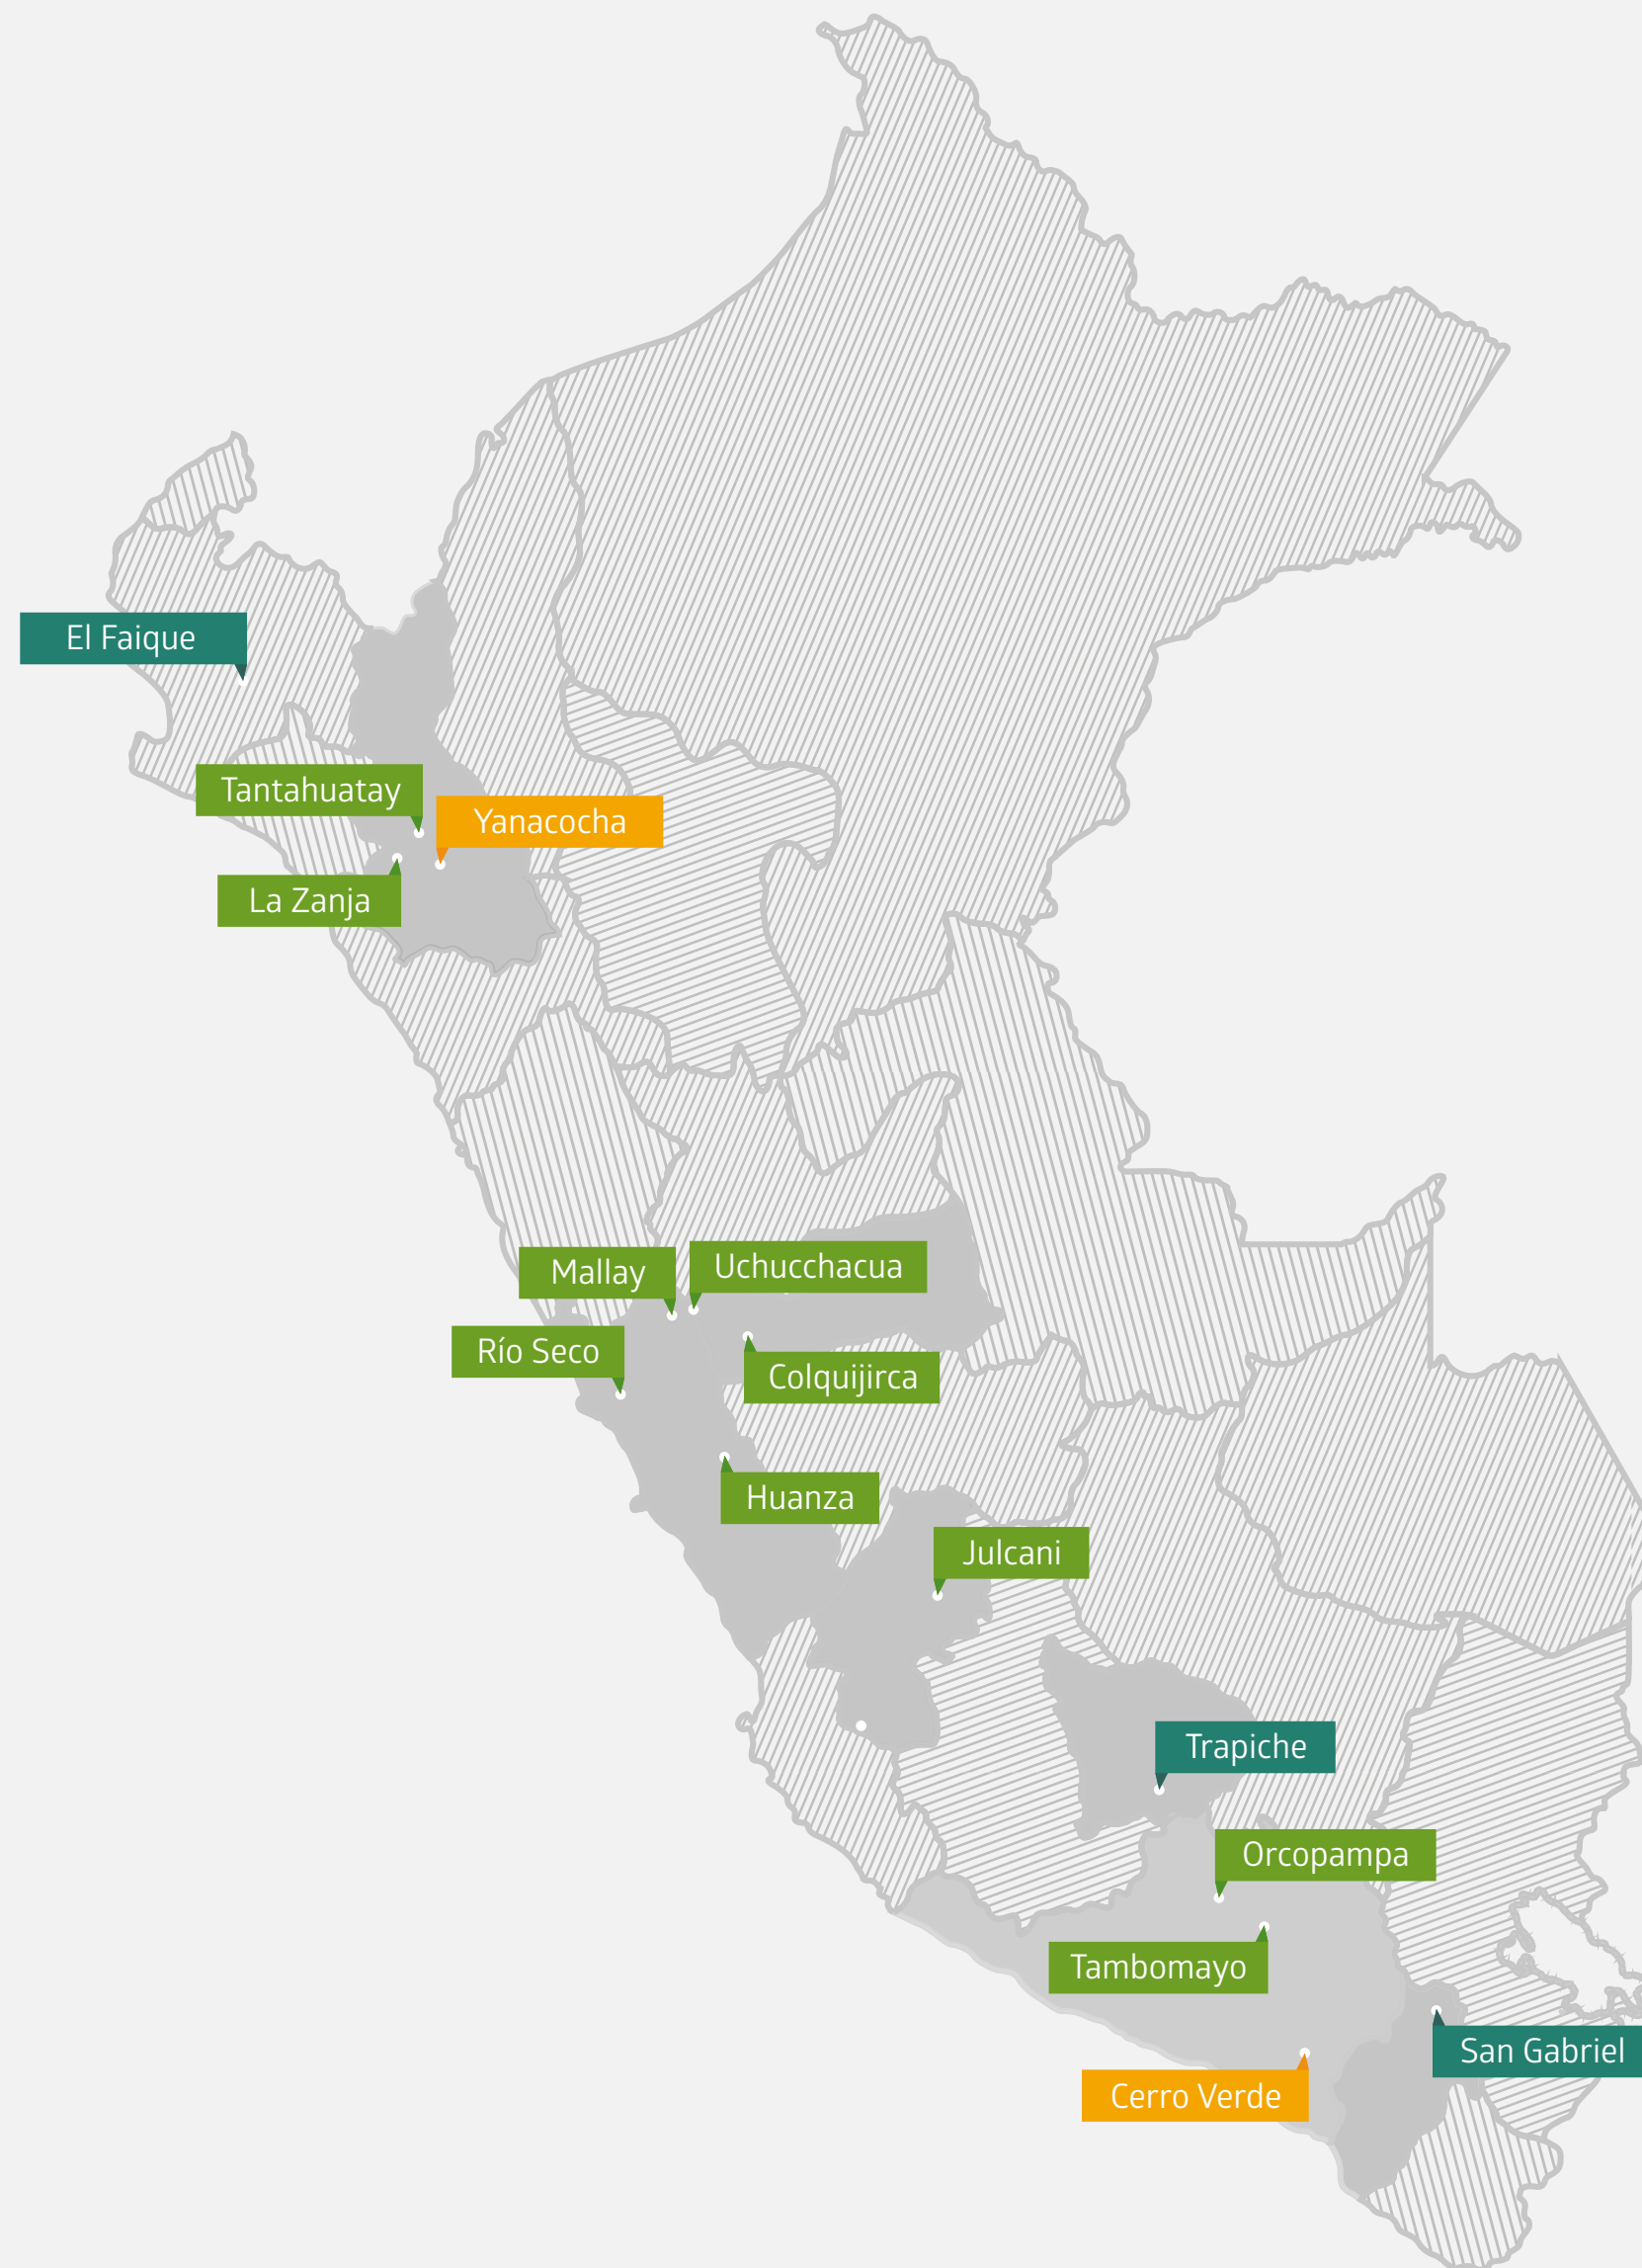 El Faique
Tantahuatay
Yanacocha
La Zanja
Uchucchacua
Mallay
Río Seco
Colquijirca
Huanza
Julcani
Trapiche
Orcopampa
Tambomayo
San Gabriel
Cerro Verde